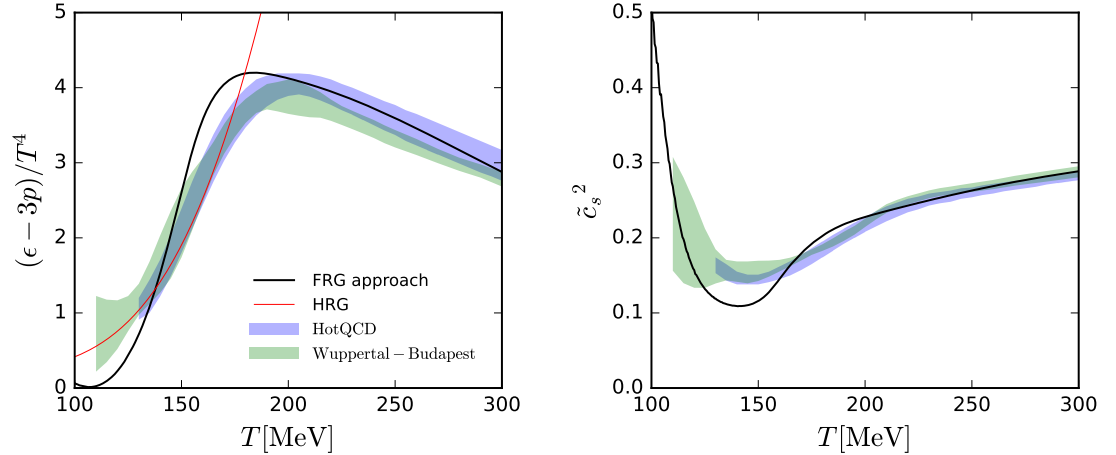 (ϵ − 3p)/T⁴
5
4
3
2
1
0
100
150
200
250
300
T[MeV]
FRG approach
HRG
HotQCD
Wuppertal − Budapest
c̃ₛ²
0.5
0.4
0.3
0.2
0.1
0.0
100
150
200
250
300
T[MeV]